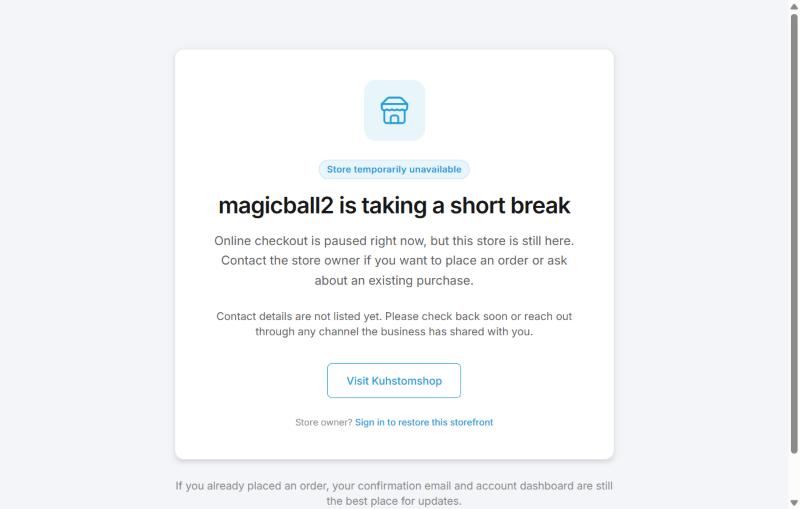 Store temporarily unavailable
magicball2 is taking a short break
Online checkout is paused right now, but this store is still here.
Contact the store owner if you want to place an order or ask
about an existing purchase.
Contact details are not listed yet. Please check back soon or reach out
through any channel the business has shared with you.
Visit Kuhstomshop
Store owner? Sign in to restore this storefront
If you already placed an order, your confirmation email and account dashboard are still
the best place for updates.